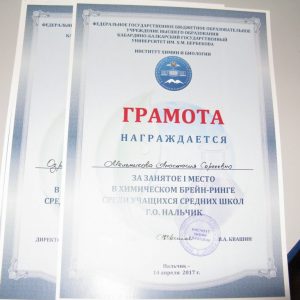 ФЕДЕРАЛЬНОЕ ГОСУДАРСТВЕННОЕ БЮДЖЕТНОЕ ОБРАЗОВАТЕЛЬНОЕ
УЧРЕЖДЕНИЕ ВЫСШЕГО ОБРАЗОВАНИЯ
КАБАРДИНО-БАЛКАРСКИЙ ГОСУДАРСТВЕННЫЙ
УНИВЕРСИТЕТ ИМ. Х.М. БЕРБЕКОВА
ИНСТИТУТ ХИМИИ И БИОЛОГИИ
ГРАМОТА
НАГРАЖДАЕТСЯ
Анастасия
ЗА ЗАНЯТОЕ I МЕСТО
В ХИМИЧЕСКОМ БРЕЙН-РИНГЕ
СРЕДИ УЧАЩИХСЯ СРЕДНИХ ШКОЛ
Г.О. НАЛЬЧИК
В.А. КВАШИН
Нальчик –
14 апреля 2017 г.